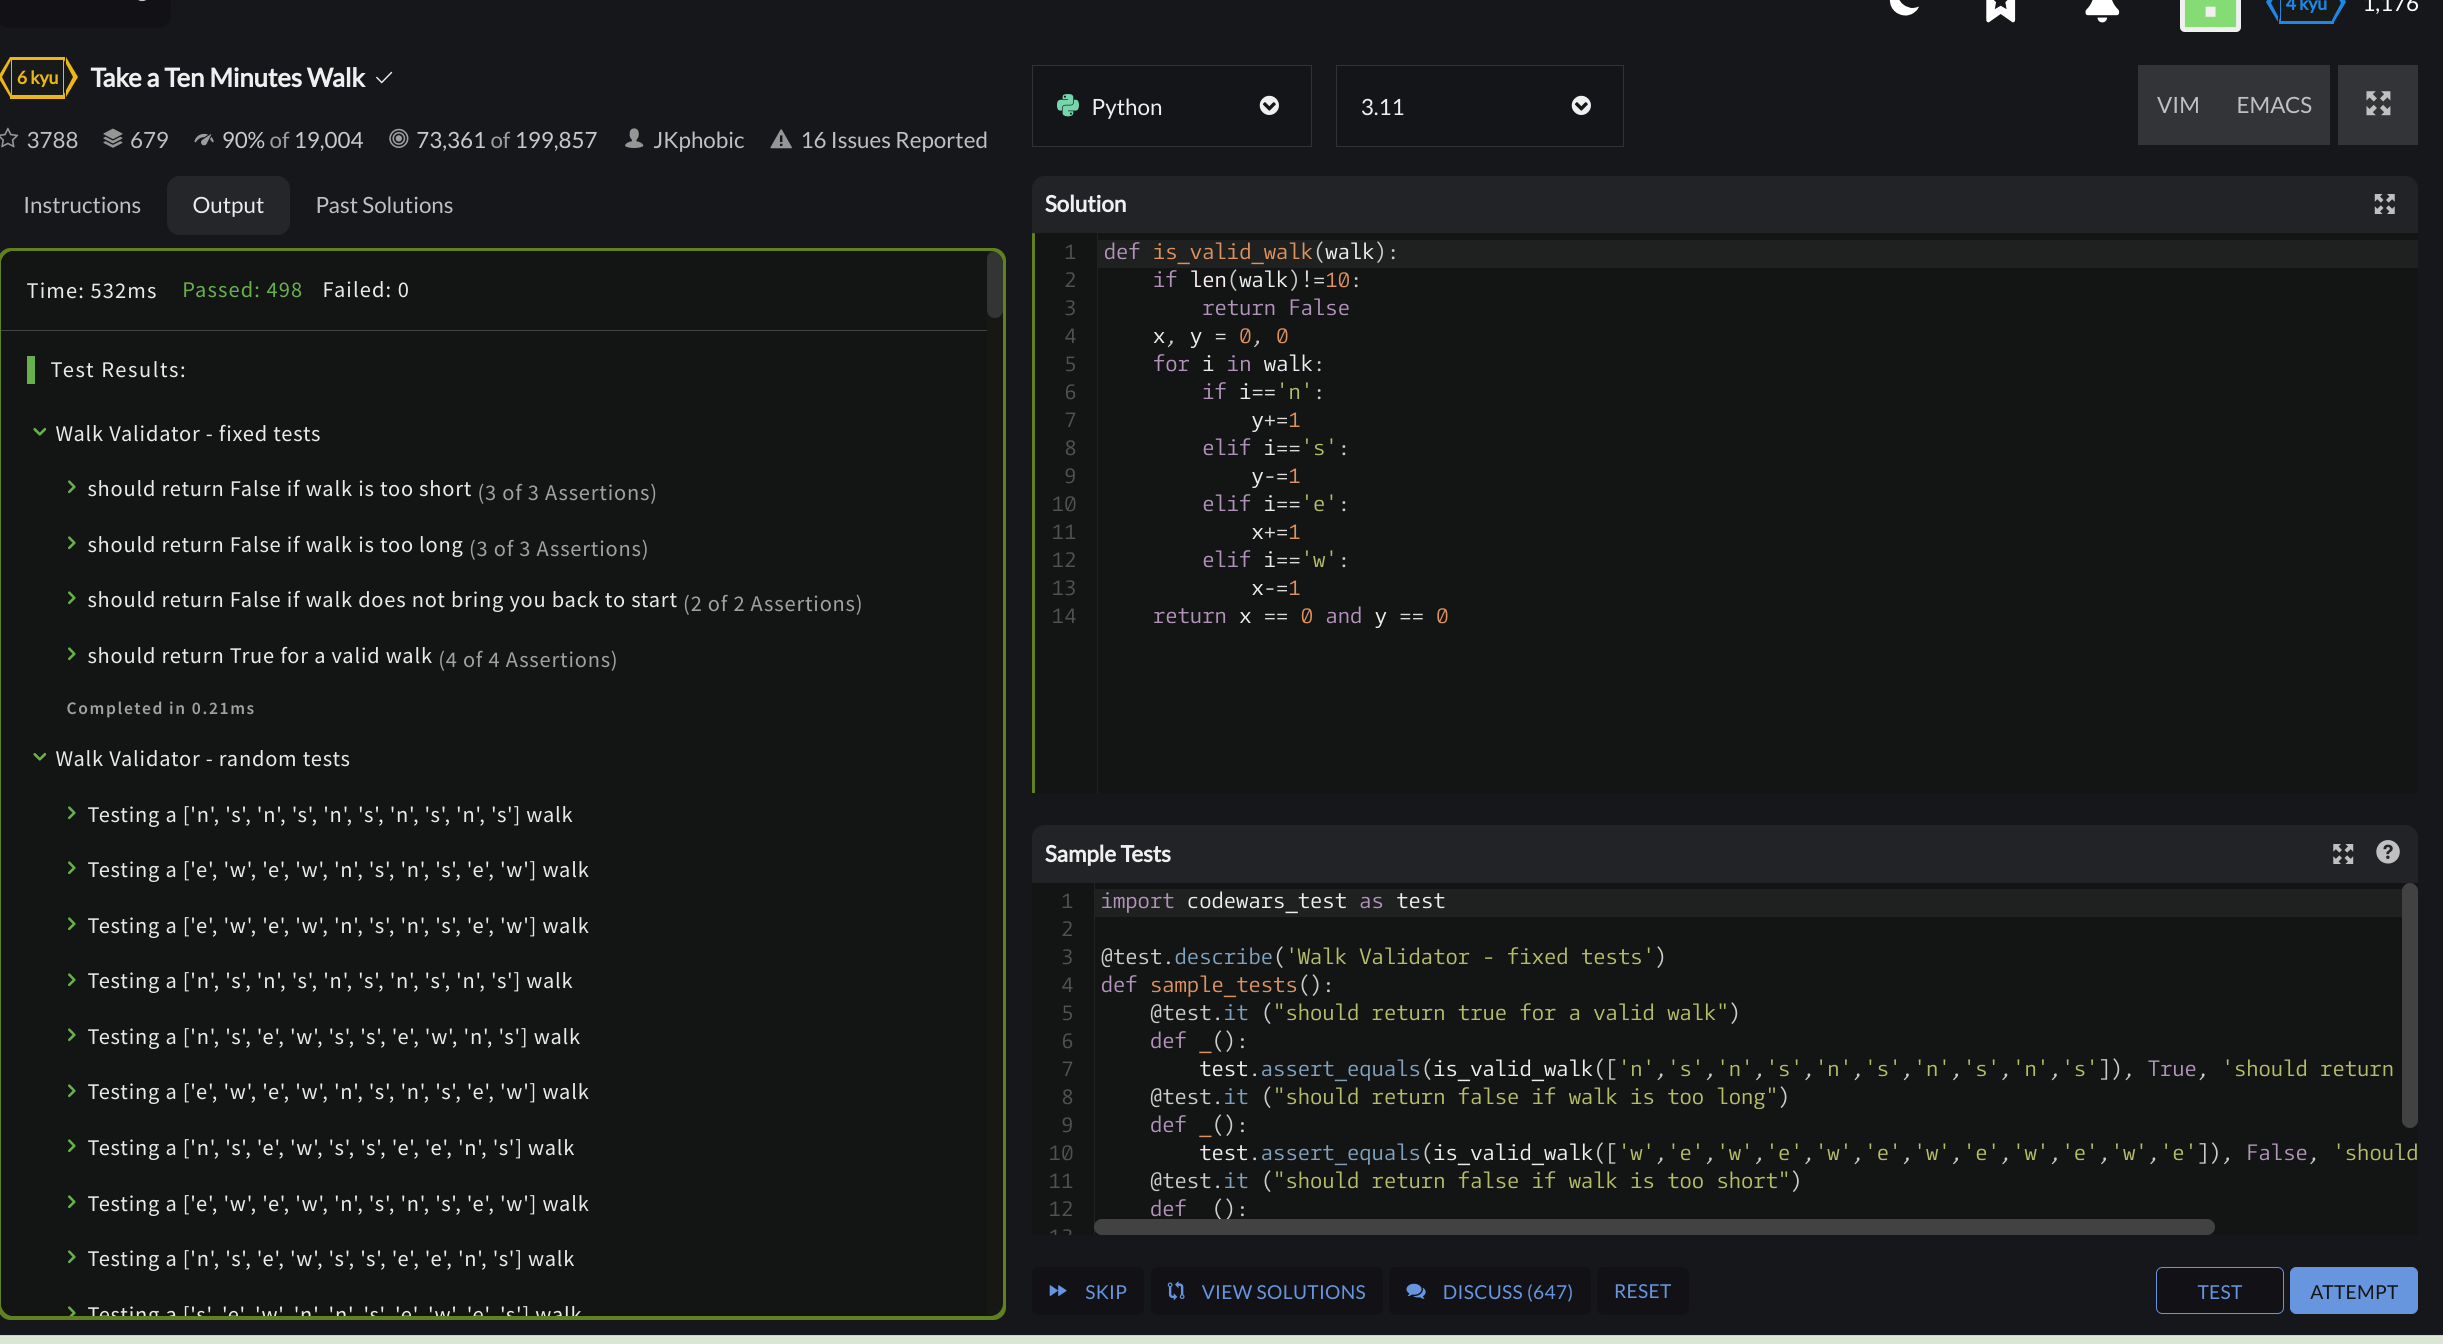 4 kyu 1,176
6 kyu Take a Ten Minutes Walk
3788 679 90% of 19,004 73,361 of 199,857 JKphobic 16 Issues Reported
Instructions Output Past Solutions
Time: 532ms Passed: 498 Failed: 0
Test Results:
Walk Validator - fixed tests
should return False if walk is too short (3 of 3 Assertions)
should return False if walk is too long (3 of 3 Assertions)
should return False if walk does not bring you back to start (2 of 2 Assertions)
should return True for a valid walk (4 of 4 Assertions)
Completed in 0.21ms
Walk Validator - random tests
Testing a ['n', 's', 'n', 's', 'n', 's', 'n', 's', 'n', 's'] walk
Testing a ['e', 'w', 'e', 'w', 'n', 's', 'n', 's', 'e', 'w'] walk
Testing a ['e', 'w', 'e', 'w', 'n', 's', 'n', 's', 'e', 'w'] walk
Testing a ['n', 's', 'n', 's', 'n', 's', 'n', 's', 'n', 's'] walk
Testing a ['n', 's', 'e', 'w', 's', 's', 'e', 'w', 'n', 's'] walk
Testing a ['e', 'w', 'e', 'w', 'n', 's', 'n', 's', 'e', 'w'] walk
Testing a ['n', 's', 'e', 'w', 's', 's', 'e', 'e', 'n', 's'] walk
Testing a ['e', 'w', 'e', 'w', 'n', 's', 'n', 's', 'e', 'w'] walk
Testing a ['n', 's', 'e', 'w', 's', 's', 'e', 'e', 'n', 's'] walk
Testing a ['s', 'e', 'w', 'n', 'n', 's', 'e', 'w', 'e', 's'] walk
Python 3.11 VIM EMACS
Solution
1 def is_valid_walk(walk):
2     if len(walk)!=10:
3         return False
4     x, y = 0, 0
5     for i in walk:
6         if i=='n':
7             y+=1
8         elif i=='s':
9             y-=1
10         elif i=='e':
11             x+=1
12         elif i=='w':
13             x-=1
14     return x == 0 and y == 0
Sample Tests
1 import codewars_test as test
2
3 @test.describe('Walk Validator - fixed tests')
4 def sample_tests():
5     @test.it ("should return true for a valid walk")
6     def _():
7         test.assert_equals(is_valid_walk(['n','s','n','s','n','s','n','s','n','s']), True, 'should return
8     @test.it ("should return false if walk is too long")
9     def _():
10         test.assert_equals(is_valid_walk(['w','e','w','e','w','e','w','e','w','e','w','e']), False, 'should
11     @test.it ("should return false if walk is too short")
12     def _():
13
SKIP VIEW SOLUTIONS DISCUSS (647) RESET TEST ATTEMPT